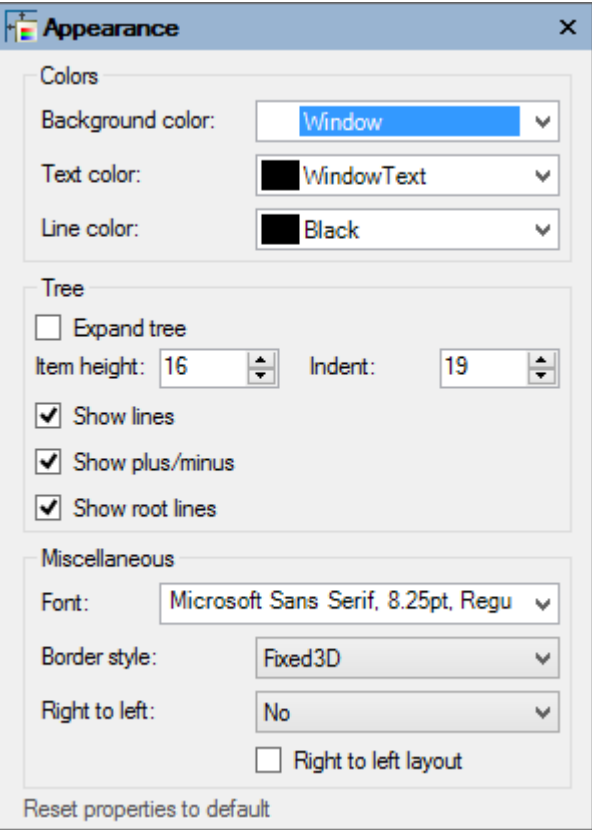 Appearance
Colors
Background color: Window
Text color: WindowText
Line color: Black
Tree
Expand tree
Item height: 16 Indent: 19
Show lines
Show plus/minus
Show root lines
Miscellaneous
Font: Microsoft Sans Serif, 8.25pt, Regu
Border style: Fixed3D
Right to left: No
Right to left layout
Reset properties to default